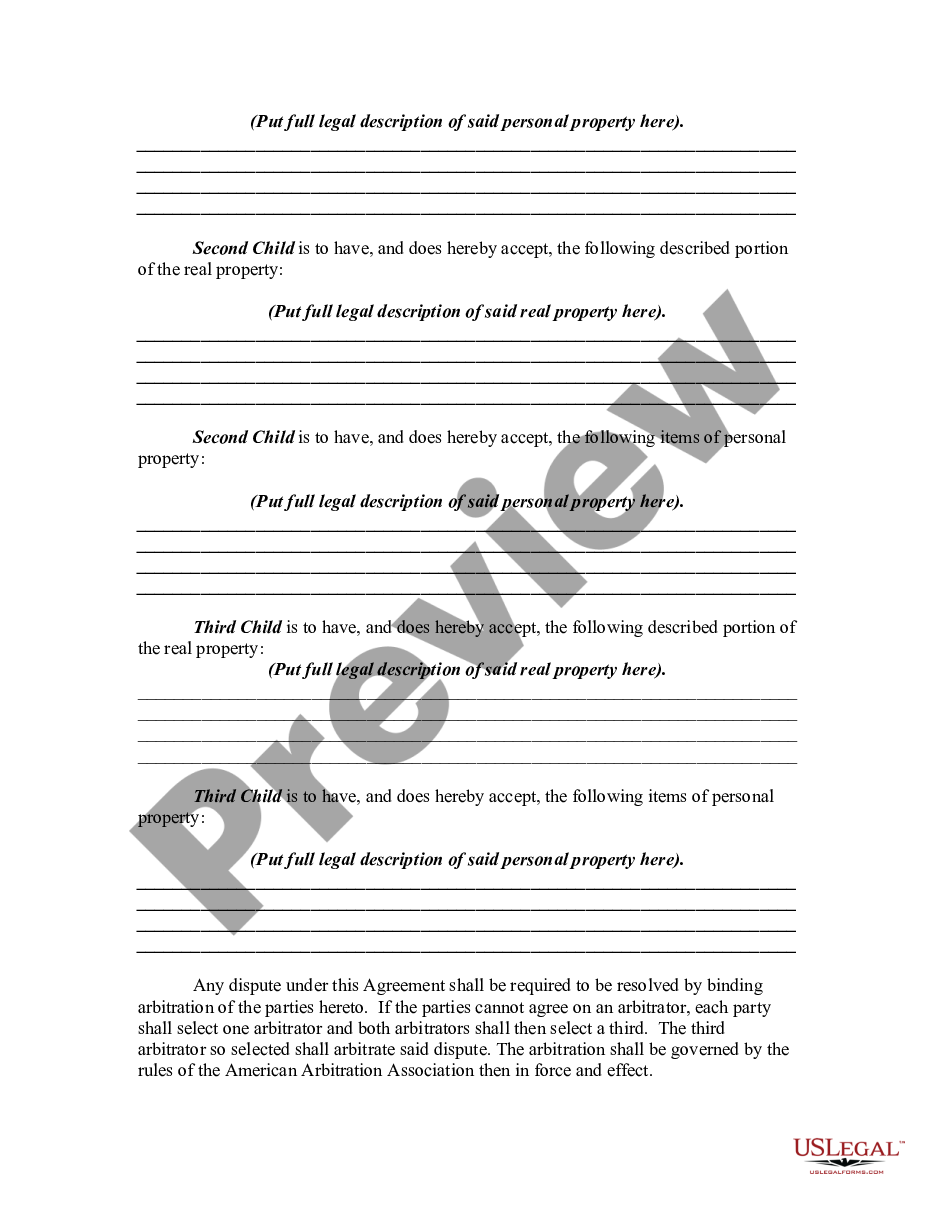 (Put full legal description of said personal property here).
Second Child is to have, and does hereby accept, the following described portion
of the real property:
(Put full legal description of said real property here).
Second Child is to have, and does hereby accept, the following items of personal
property:
(Put full legal description of said personal property here).
Third Child is to have, and does hereby accept, the following described portion of
the real property:
(Put full legal description of said real property here).
Third Child is to have, and does hereby accept, the following items of personal
property:
(Put full legal description of said personal property here).
Any dispute under this Agreement shall be required to be resolved by binding
arbitration of the parties hereto.  If the parties cannot agree on an arbitrator, each party
shall select one arbitrator and both arbitrators shall then select a third.  The third
arbitrator so selected shall arbitrate said dispute. The arbitration shall be governed by the
rules of the American Arbitration Association then in force and effect.
Preview
USLEGAL™
USLEGALFORMS.COM